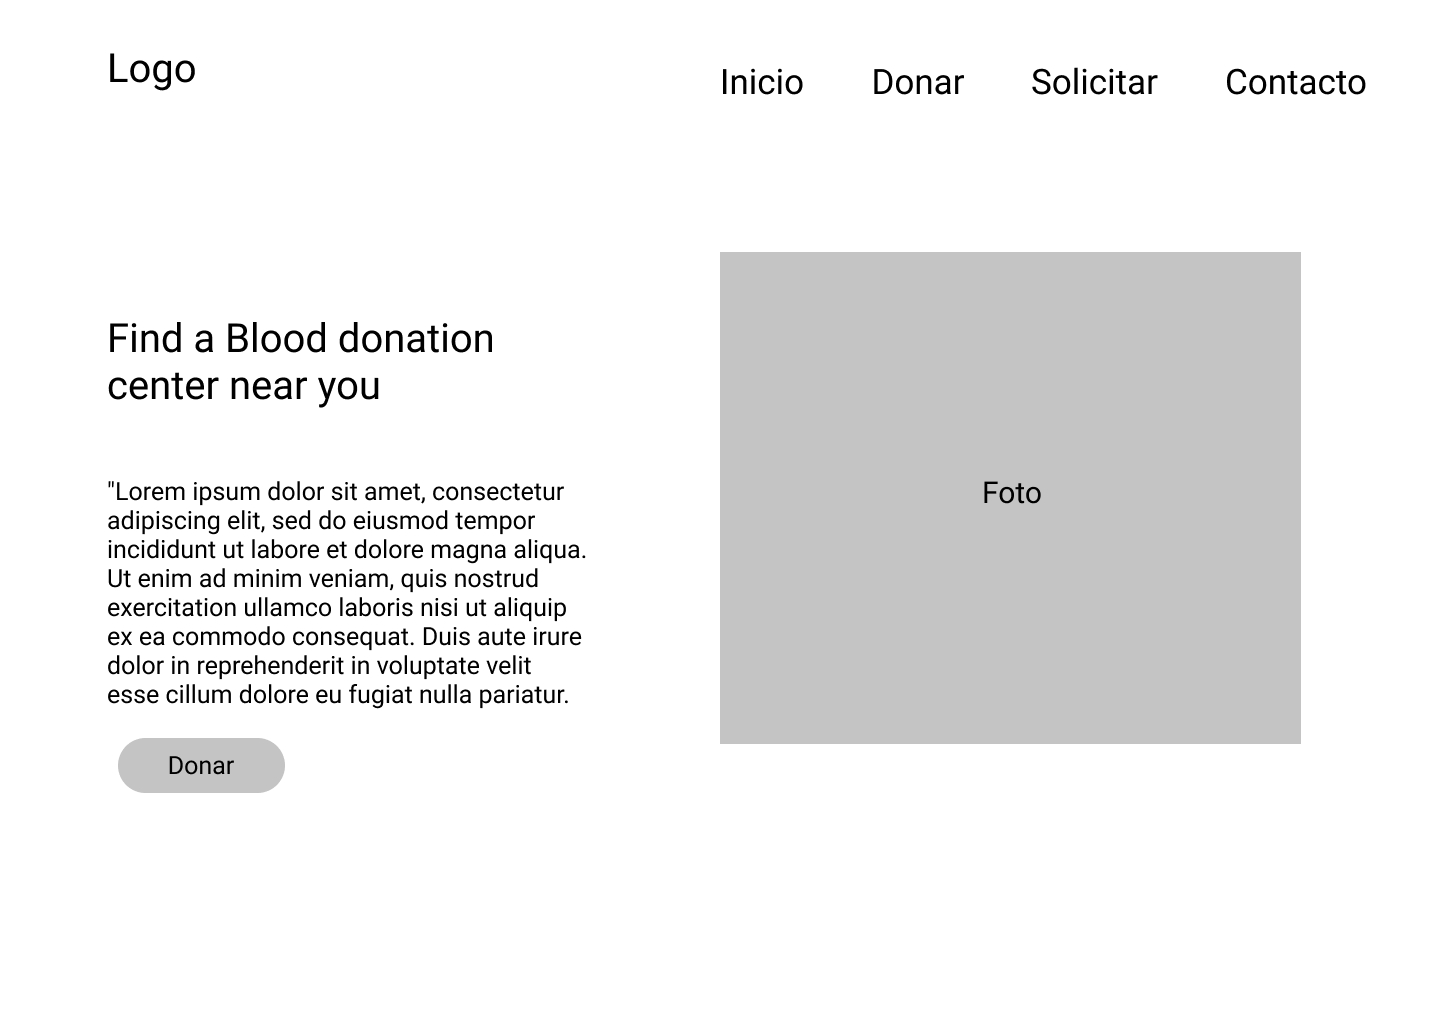 Logo
Inicio Donar Solicitar Contacto
Find a Blood donation
center near you
"Lorem ipsum dolor sit amet, consectetur
adipiscing elit, sed do eiusmod tempor
incididunt ut labore et dolore magna aliqua.
Ut enim ad minim veniam, quis nostrud
exercitation ullamco laboris nisi ut aliquip
ex ea commodo consequat. Duis aute irure
dolor in reprehenderit in voluptate velit
esse cillum dolore eu fugiat nulla pariatur.
Donar
Foto